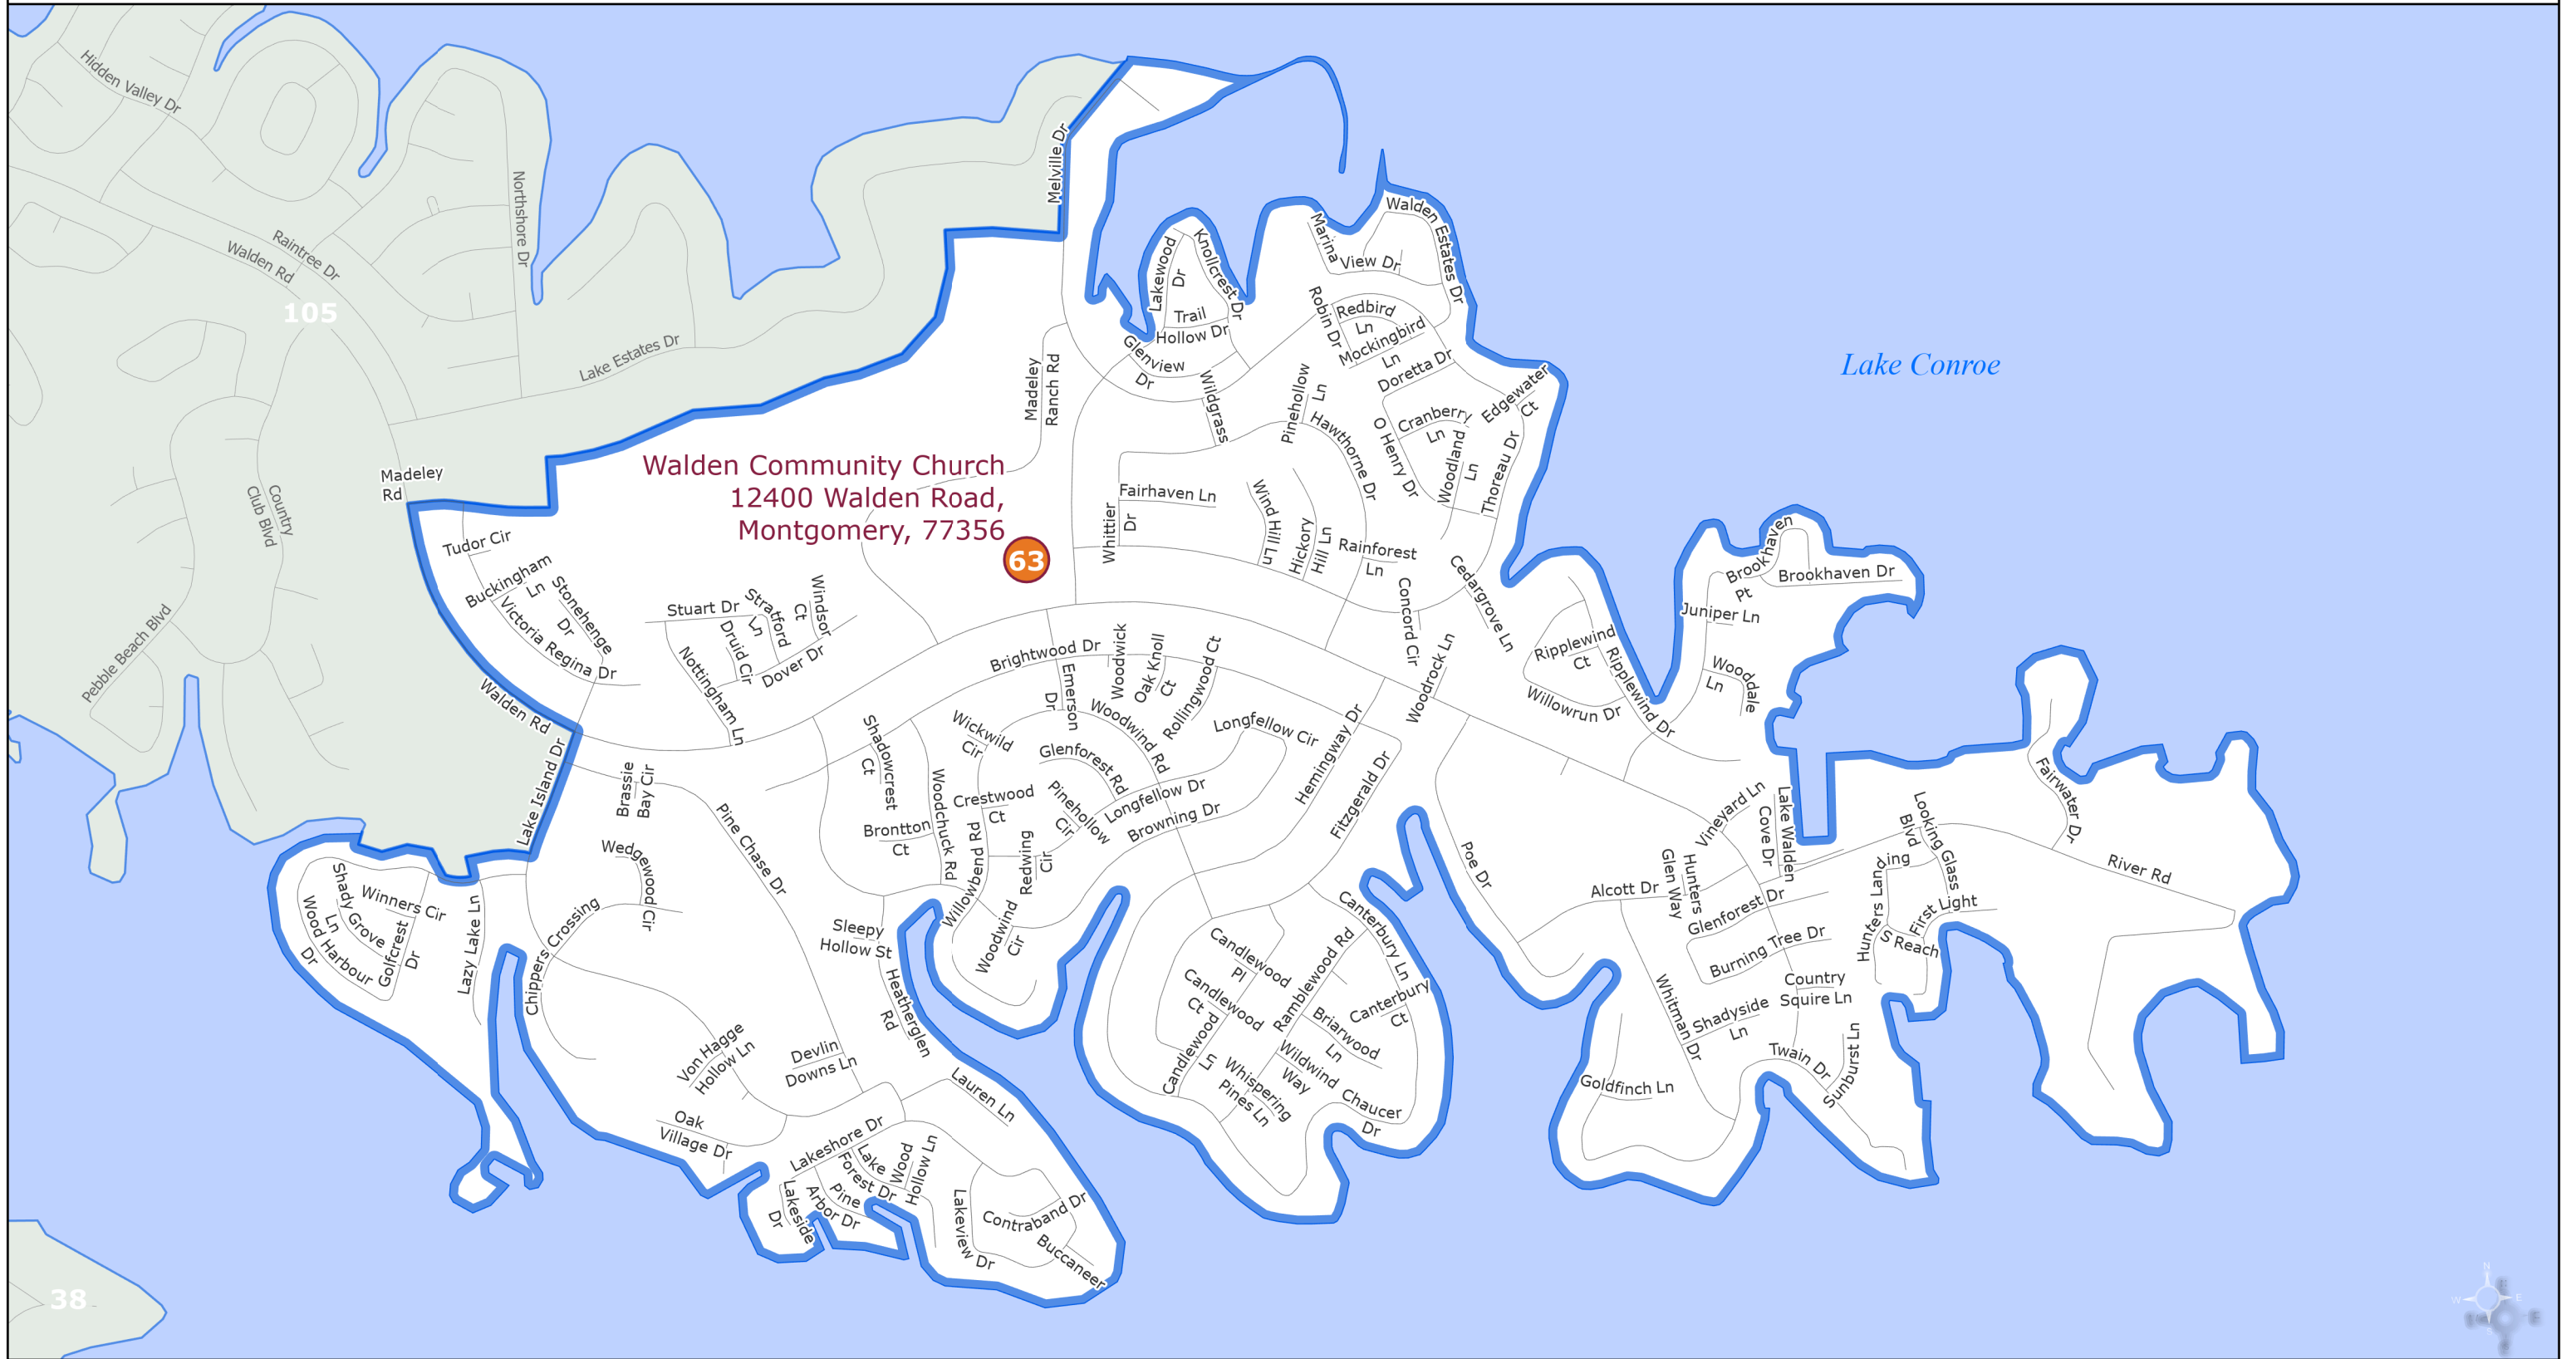 Hidden Valley Dr
Northshore Dr
Raintree Dr
Walden Rd
105
Lake Estates Dr
Melville Dr
Madeley
Rd
Country
Club Blvd
Pebble Beach Blvd
Lake Conroe
Walden Community Church
12400 Walden Road,
Montgomery, 77356
63
Madeley
Ranch Rd
Lakewood
Dr
Knollcrest Dr
Trail
Hollow Dr
Glenview
Dr
Wildgrass
Marina
View Dr
Walden Estates Dr
Robin Dr
Redbird
Ln
Mockingbird
Ln
Doretta Dr
Edgewater
Ct
Cranberry
Ln
O Henry Dr
Woodland
Ln
Thoreau Dr
Pinehollow
Ln
Hawthorne Dr
Fairhaven Ln
Whittier
Dr
Wind Hill Ln
Hickory
Hill Ln
Rainforest
Ln
Concord Cir
Cedargrove Ln
Woodrock Ln
Ripplewind
Ct
Ripplewind Dr
Willowrun Dr
Brookhaven
Pt
Brookhaven Dr
Juniper Ln
Wooddale
Ln
Tudor Cir
Buckingham
Ln
Stonehenge
Dr
Victoria Regina Dr
Stuart Dr
Stratford
Ln
Windsor
Ct
Druid Cir
Dover Dr
Nottingham Ln
Walden Rd
Lake Island Dr
Brightwood Dr
Emerson
Dr
Woodwick
Oak Knoll
Ct
Rollingwood Ct
Woodwind Rd
Longfellow Cir
Hemingway Dr
Fitzgerald Dr
Wickwild
Cir
Glenforest Rd
Shadowcrest
Ct
Woodchuck Rd
Crestwood
Ct
Pinehollow
Cir
Longfellow Dr
Browning Dr
Brontton
Ct
Willowbend Rd
Redwing
Cir
Woodwind
Cir
Brassie
Bay Cir
Pine Chase Dr
Wedgewood Cir
Chippers Crossing
Sleepy
Hollow St
Heatherglen
Rd
Shady Grove
Ln
Winners Cir
Wood Harbour
Dr
Golfcrest
Dr
Lazy Lake Ln
Von Hagge
Hollow Ln
Devlin
Downs Ln
Oak
Village Dr
Lauren Ln
Lakeshore Dr
Lake
Forest Dr
Wood
Hollow Ln
Pine
Arbor Dr
Lakeside
Dr
Lakeview Dr
Contraband Dr
Buccaneer
Candlewood
Pl
Candlewood
Ct
Candlewood
Ln
Ramblewood Rd
Canterbury Ln
Canterbury
Ct
Briarwood
Ln
Wildwind
Way
Whispering
Pines Ln
Chaucer
Dr
Poe Dr
Alcott Dr
Glen Way
Hunters
Vineyard Ln
Lake Walden
Cove Dr
Glenforest Dr
Burning Tree Dr
Country
Squire Ln
Whitman Dr
Shadyside
Ln
Twain Dr
Sunburst Ln
Goldfinch Ln
Looking Glass
Blvd
Hunters Landing
First Light
S Reach
Fairwater Dr
River Rd
38
N
W
E
S